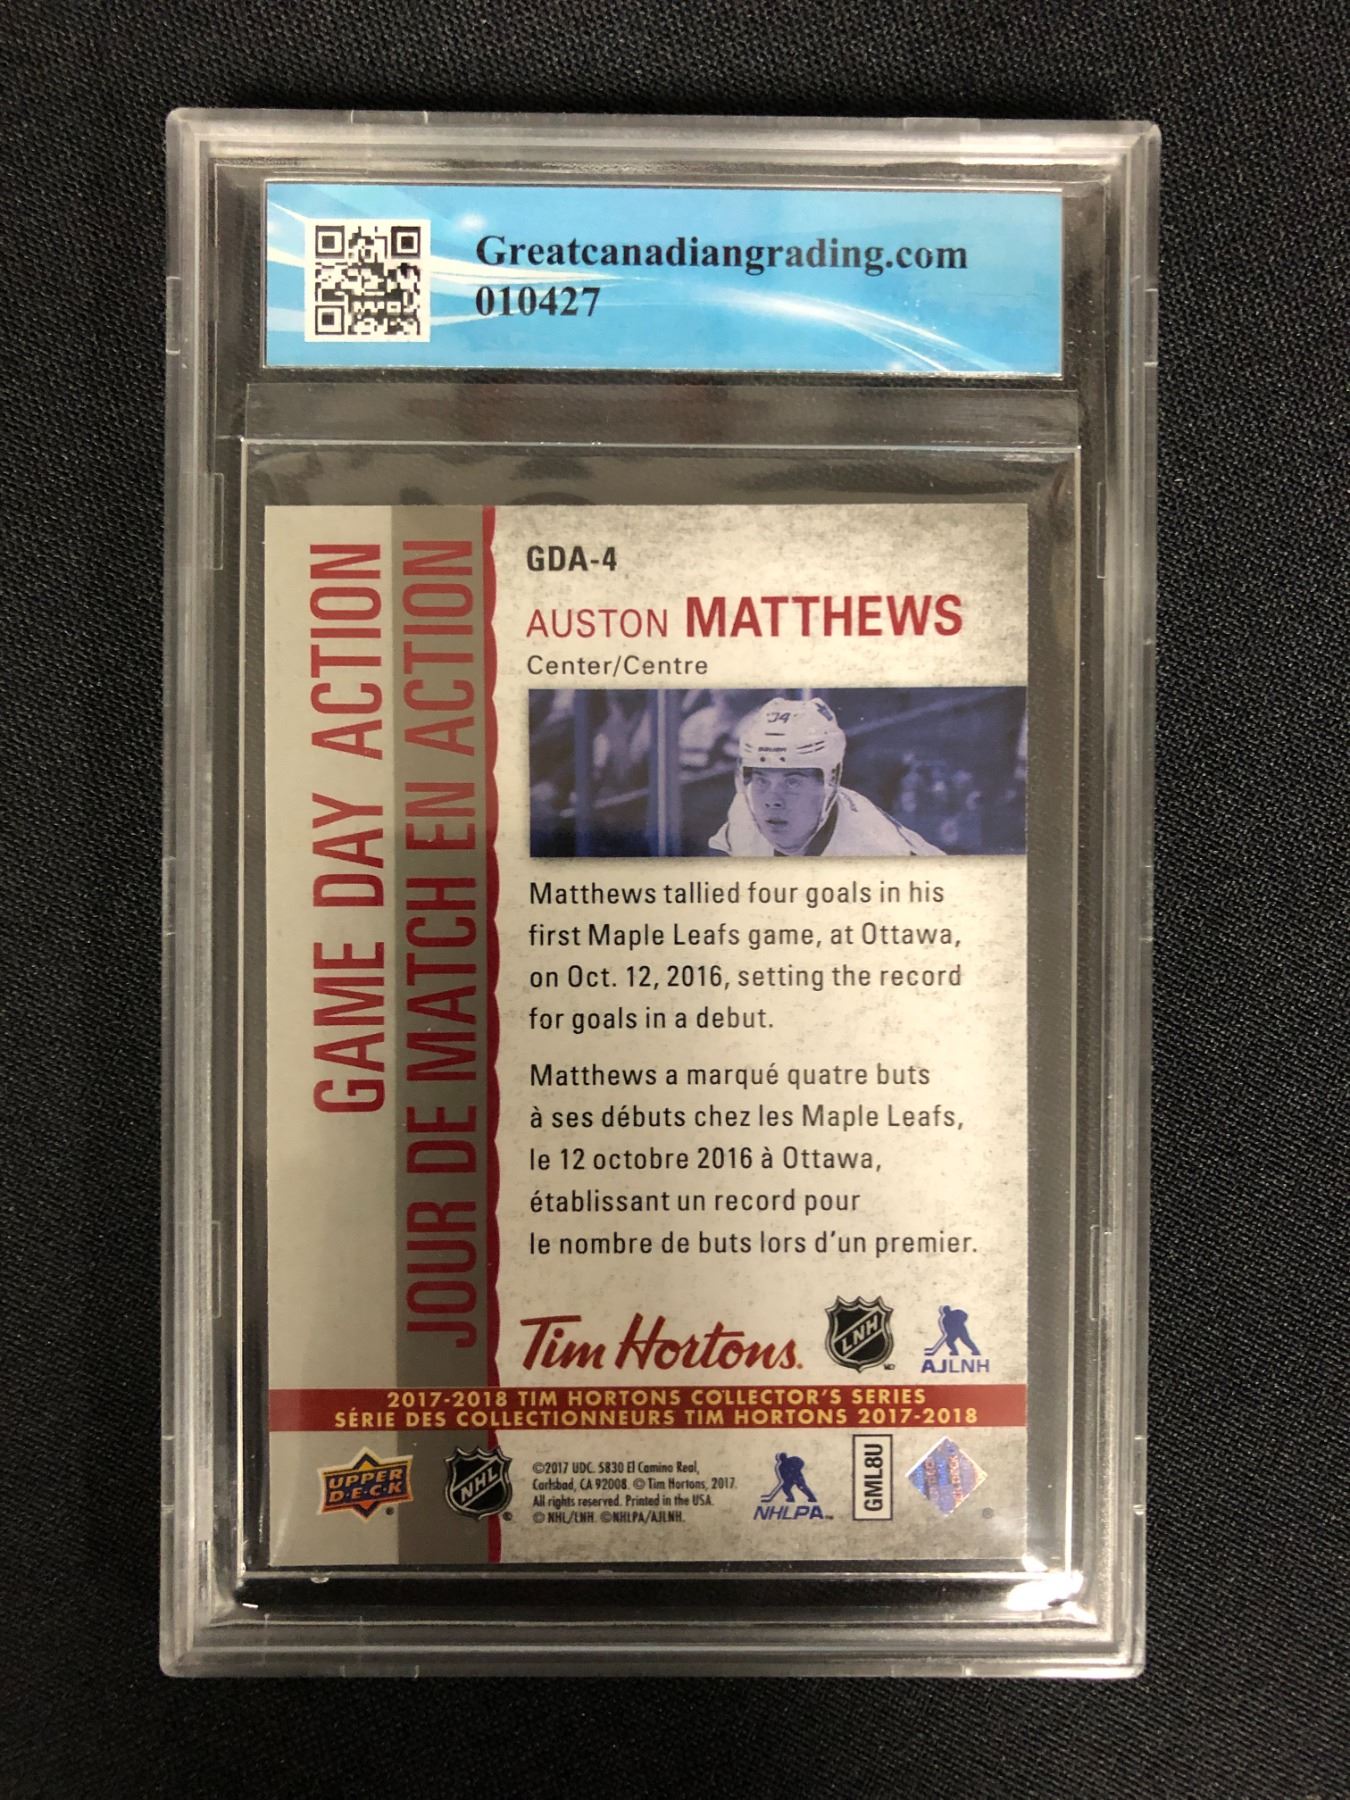 Greatcanadiangrading.com
010427
GAME DAY ACTION
JOUR DE MATCH EN ACTION
GDA-4
AUSTON MATTHEWS
Center/Centre
34
BAUER
Matthews tallied four goals in his
first Maple Leafs game, at Ottawa,
on Oct. 12, 2016, setting the record
for goals in a debut.
Matthews a marqué quatre buts
à ses débuts chez les Maple Leafs,
le 12 octobre 2016 à Ottawa,
établissant un record pour
le nombre de buts lors d'un premier.
Tim Hortons.
LNH
MD
AJLNH
2017-2018 TIM HORTONS COLLECTOR'S SERIES
SÉRIE DES COLLECTIONNEURS TIM HORTONS 2017-2018
UPPER
D•E•C•K
®
NHL
®
©2017 UDC. 5830 El Camino Real,
Carlsbad, CA 92008. © Tim Hortons, 2017.
All rights reserved. Printed in the USA.
© NHL/LNH. ©NHLPA/AJLNH.
NHLPA™
GML8U
®